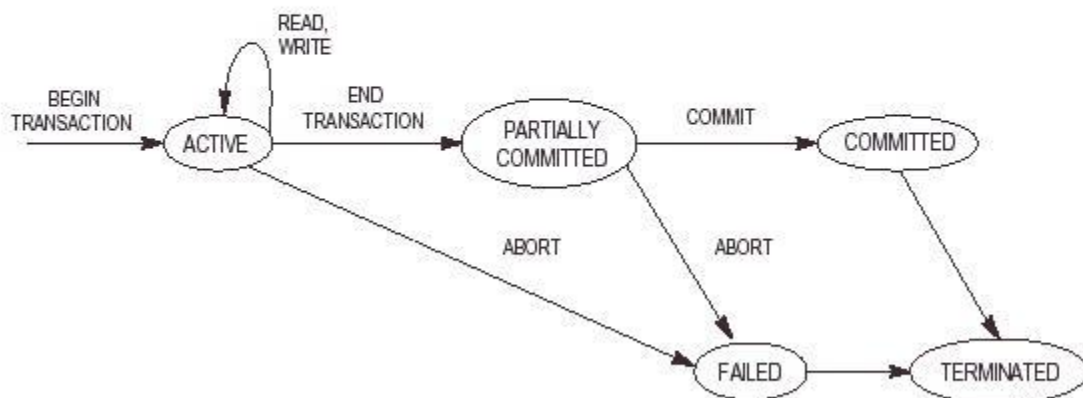 READ,
WRITE
BEGIN
TRANSACTION
END
TRANSACTION
ACTIVE
PARTIALLY
COMMITTED
COMMIT
COMMITTED
ABORT
ABORT
FAILED
TERMINATED